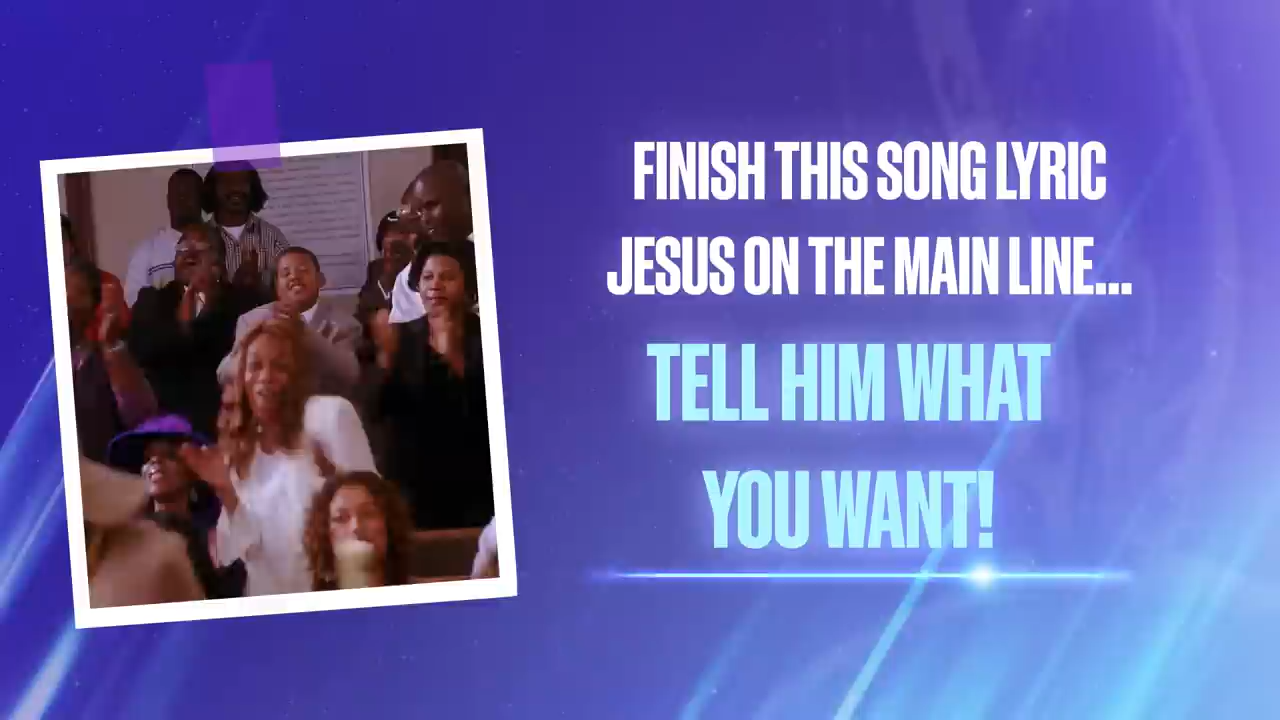 FINISH THIS SONG LYRIC
JESUS ON THE MAIN LINE...
TELL HIM WHAT
YOU WANT!